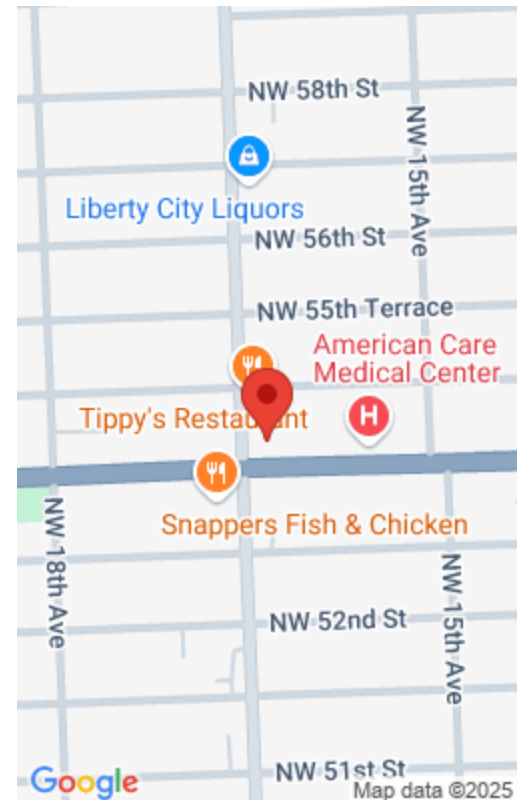 NW 58th St
NW 15th Ave
Liberty City Liquors
NW 56th St
NW 55th Terrace
American Care
Medical Center
Tippy's Restaurant
Snappers Fish & Chicken
NW 18th Ave
NW 15th Ave
NW 52nd St
NW 51st St
Google
Map data ©2025